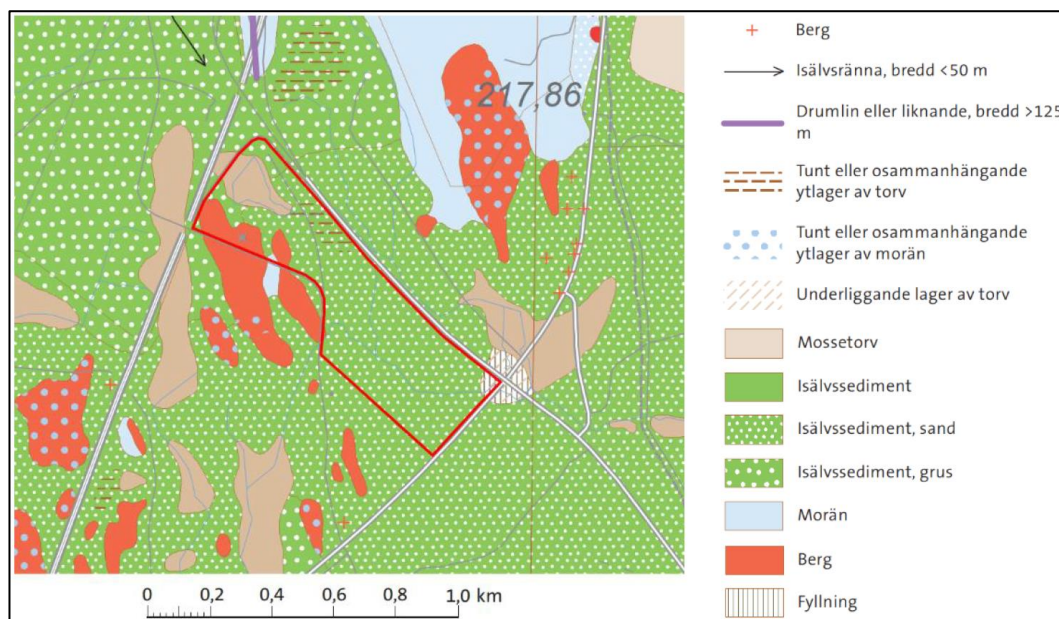 217,86
0 0,2 0,4 0,6 0,8 1,0 km
Berg
Isälvsränna, bredd <50 m
Drumlin eller liknande, bredd >125
m
Tunt eller osammanhängande
ytlager av torv
Tunt eller osammanhängande
ytlager av morän
Underliggande lager av torv
Mossetorv
Isälvssediment
Isälvssediment, sand
Isälvssediment, grus
Morän
Berg
Fyllning